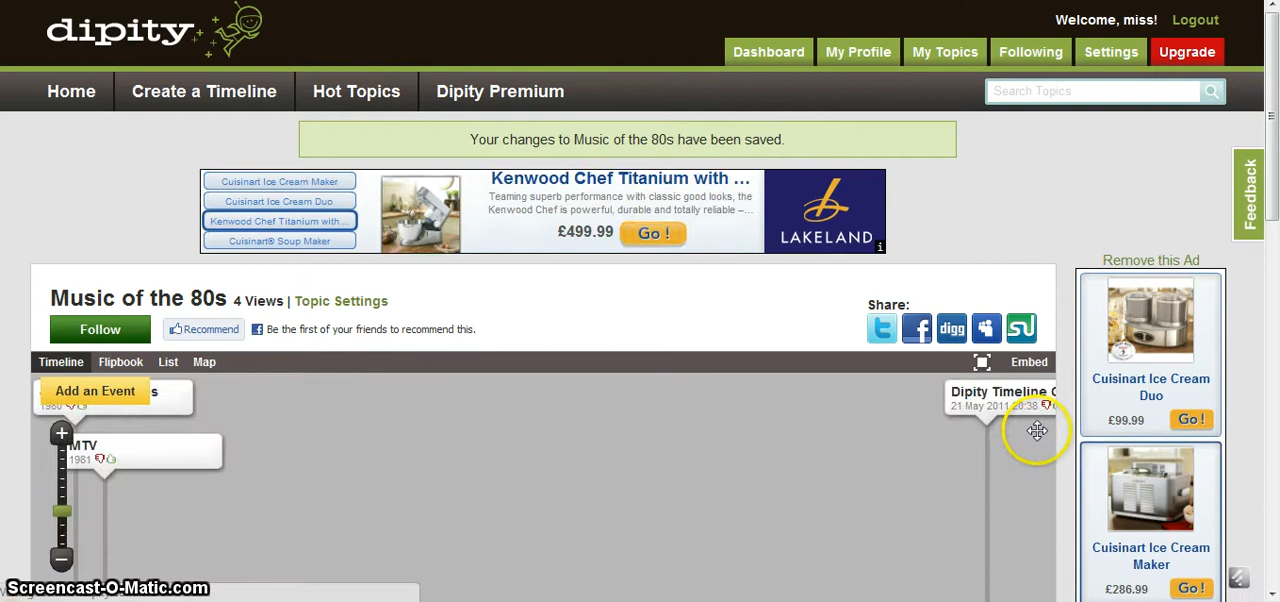 dipity
Welcome, miss! Logout
Dashboard My Profile My Topics Following Settings Upgrade
Home Create a Timeline Hot Topics Dipity Premium
Search Topics
Your changes to Music of the 80s have been saved.
Feedback
Cuisinart Ice Cream Maker
Cuisinart Ice Cream Duo
Kenwood Chef Titanium with...
Cuisinart® Soup Maker
Kenwood Chef Titanium with ...
Teaming superb performance with classic good looks, the
Kenwood Chef is powerful, durable and totally reliable –...
£499.99 Go !
LAKELAND
i
Remove this Ad
Music of the 80s 4 Views | Topic Settings
Share:
Follow Recommend Be the first of your friends to recommend this.
digg
Timeline Flipbook List Map Embed
Add an Event s
1980
Dipity Timeline
21 May 2011 20:38
MTV
1981
Cuisinart Ice Cream
Duo
£99.99 Go!
Cuisinart Ice Cream
Maker
£286.99 Go!
Screencast-O-Matic.com